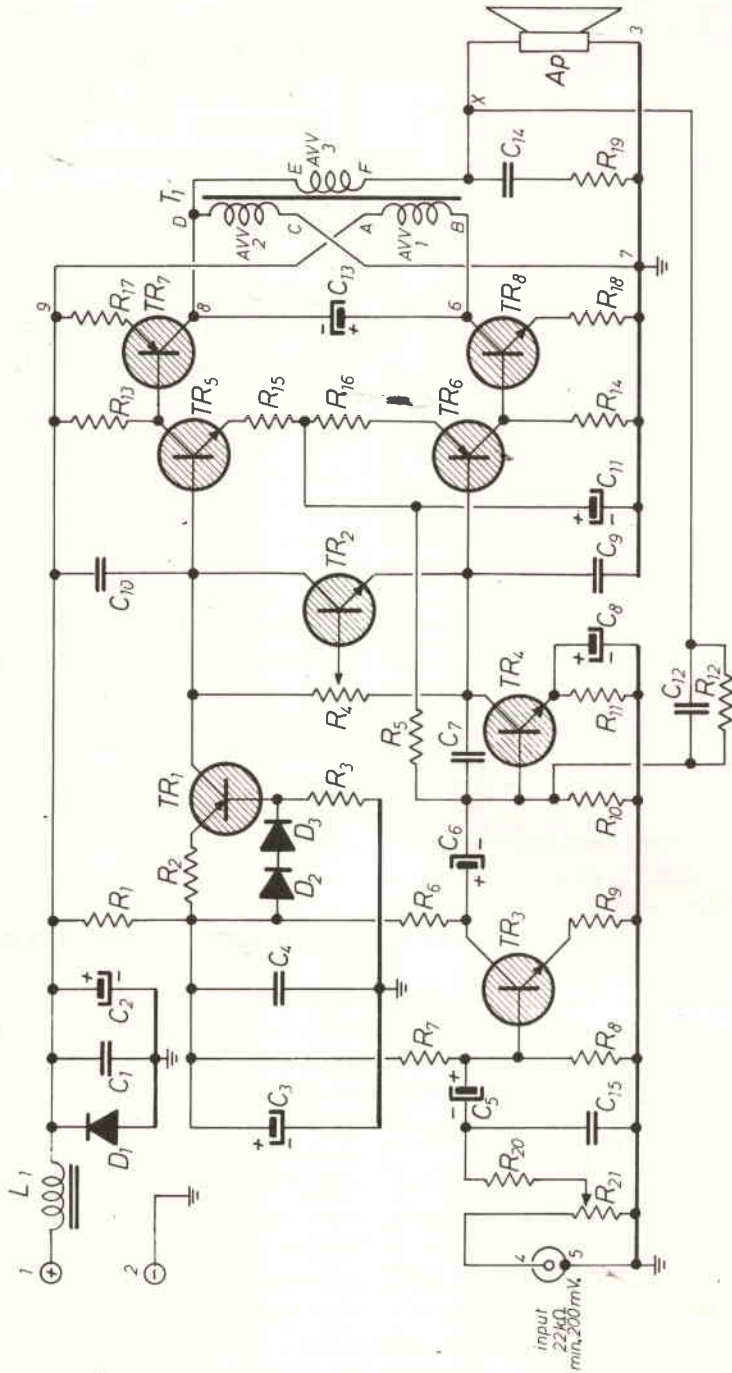 1
+
L1
9
2
−
D1
C1
+
−
C2
R1
C10
R13
R17
TR7
T1
D
E
AVV
3
F
AVV
2
C
A
AVV
1
B
R2
TR1
TR5
8
−
+
C13
6
R15
R16
TR6
TR8
+
−
C3
C4
D2
D3
R3
R4
TR2
R5
R7
R6
+
−
C6
C7
X
Ap
3
− +
C5
TR3
TR4
+
−
C8
C9
+
−
C11
R14
R18
C14
R19
7
input
22kΩ
min.200mV.
4
5
R21
R20
C15
R8
R9
R10
R11
C12
R12